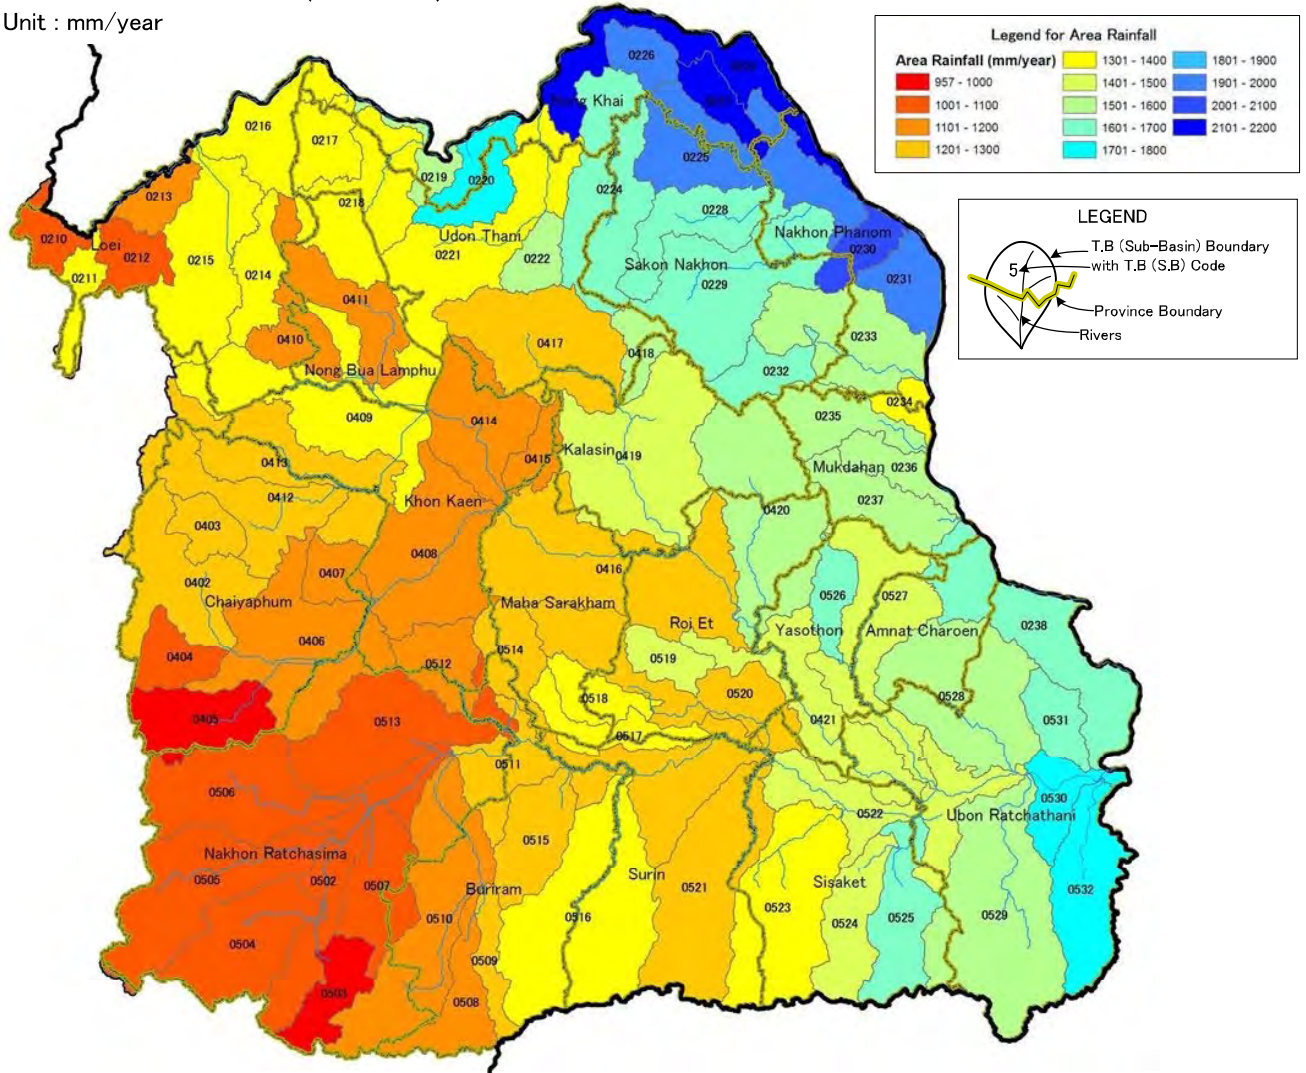 Unit : mm/year
Legend for Area Rainfall
Area Rainfall (mm/year)
957 - 1000
1001 - 1100
1101 - 1200
1201 - 1300
1301 - 1400
1401 - 1500
1501 - 1600
1601 - 1700
1701 - 1800
1801 - 1900
1901 - 2000
2001 - 2100
2101 - 2200
LEGEND
T.B (Sub-Basin) Boundary
with T.B (S.B) Code
5
Province Boundary
Rivers
0226
Khai
0216
0217
0225
0219
0220
0224
0213
0218
0228
Nakhon Phanom
0210
Loei
0212
0215
0214
Udon Thani
0221
0222
Sakon Nakhon
0229
0230
0231
0211
0411
0410
0417
0418
0233
Nong Bua Lamphu
0232
0234
0409
0414
0235
Kalasin
0419
0413
0415
Mukdahan
0236
0412
Khon Kaen
0237
0403
0420
0408
0402
0407
0416
Chaiyaphum
Maha Sarakham
0526
0527
0406
Roi Et
Yasothon
Amnat Charoen
0238
0404
0512
0514
0519
0405
0513
0518
0520
0528
0421
0531
0517
0511
0506
0530
0522
Ubon Ratchathani
0515
Nakhon Ratchasima
0505
0502
0507
Buriram
Surin
0521
Sisaket
0532
0510
0516
0523
0524
0525
0529
0504
0509
0503
0508